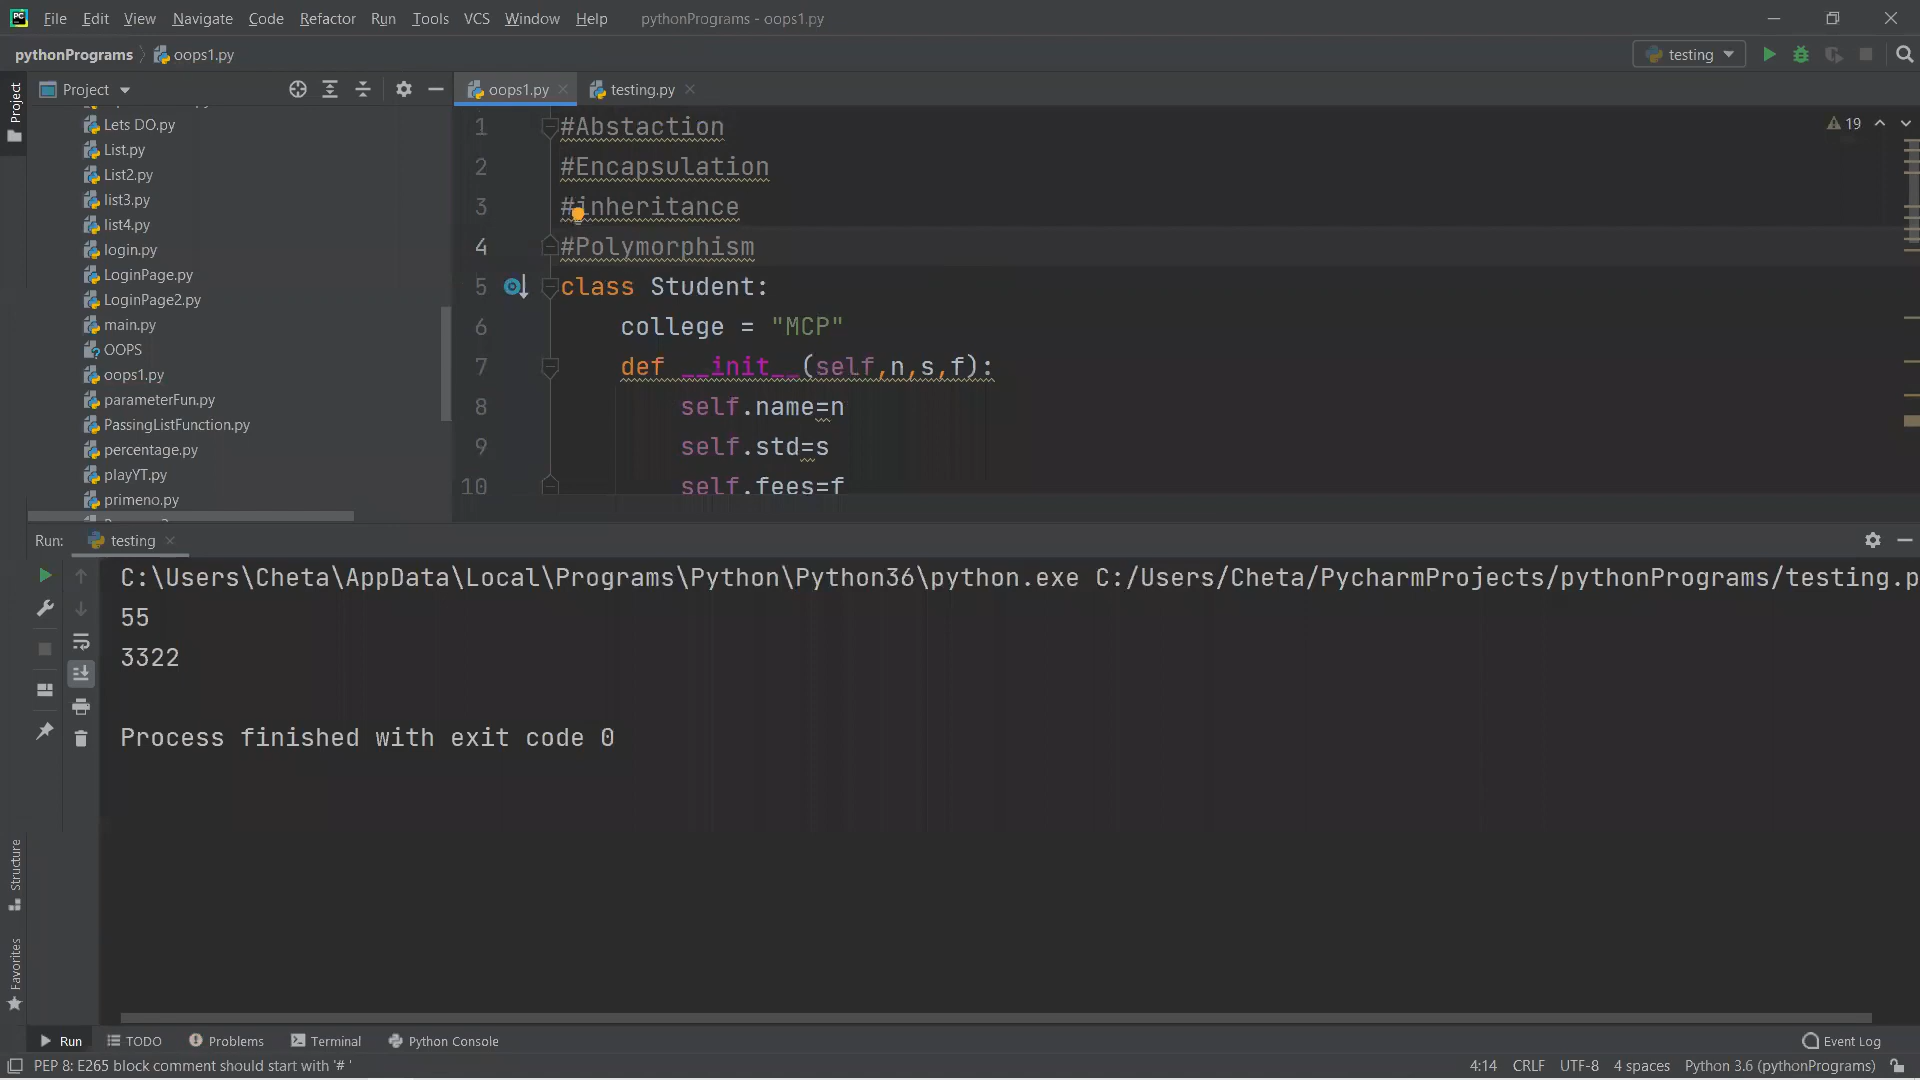 File Edit View Navigate Code Refactor Run Tools VCS Window Help pythonPrograms - oops1.py
pythonPrograms oops1.py testing
Project
Project
oops1.py
testing.py
Lets DO.py
List.py
List2.py
list3.py
list4.py
login.py
LoginPage.py
LoginPage2.py
main.py
OOPS
oops1.py
parameterFun.py
PassingListFunction.py
percentage.py
playYT.py
primeno.py
19
1 #Abstaction
2 #Encapsulation
3 #inheritance
4 #Polymorphism
5 class Student:
6 college = "MCP"
7 def __init__(self,n,s,f):
8 self.name=n
9 self.std=s
10 self.fees=f
Run: testing
C:\Users\Cheta\AppData\Local\Programs\Python\Python36\python.exe C:/Users/Cheta/PycharmProjects/pythonPrograms/testing.p
55
3322
Process finished with exit code 0
Structure
Favorites
Run TODO Problems Terminal Python Console Event Log
PEP 8: E265 block comment should start with '# ' 4:14 CRLF UTF-8 4 spaces Python 3.6 (pythonPrograms)